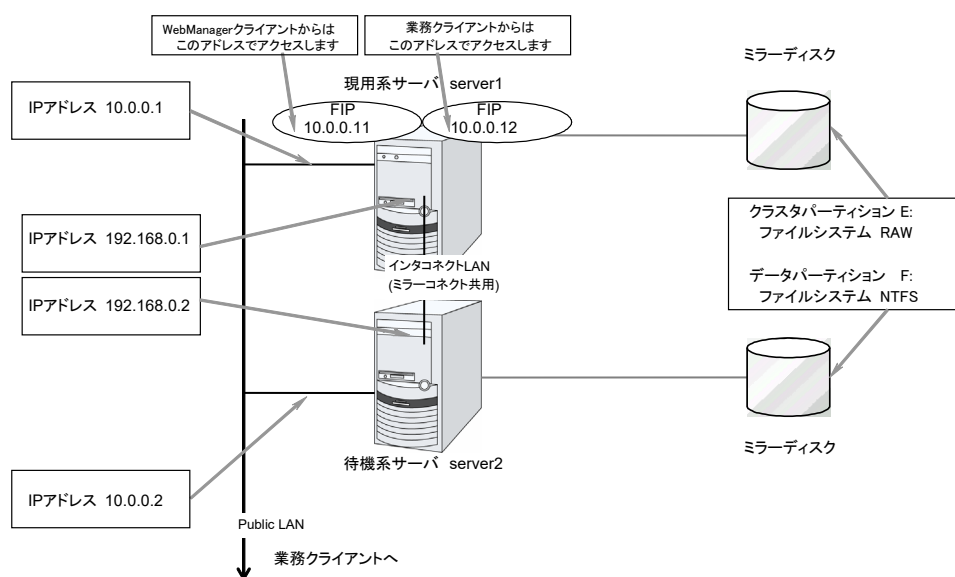 WebManagerクライアントからは
このアドレスでアクセスします
業務クライアントからは
このアドレスでアクセスします
ミラーディスク
現用系サーバ server1
IPアドレス 10.0.0.1
FIP
10.0.0.11
FIP
10.0.0.12
IPアドレス 192.168.0.1
クラスタパーティション E:
ファイルシステム RAW
データパーティション F:
ファイルシステム NTFS
インタコネクトLAN
(ミラーコネクト共用)
IPアドレス 192.168.0.2
ミラーディスク
待機系サーバ server2
IPアドレス 10.0.0.2
Public LAN
業務クライアントへ